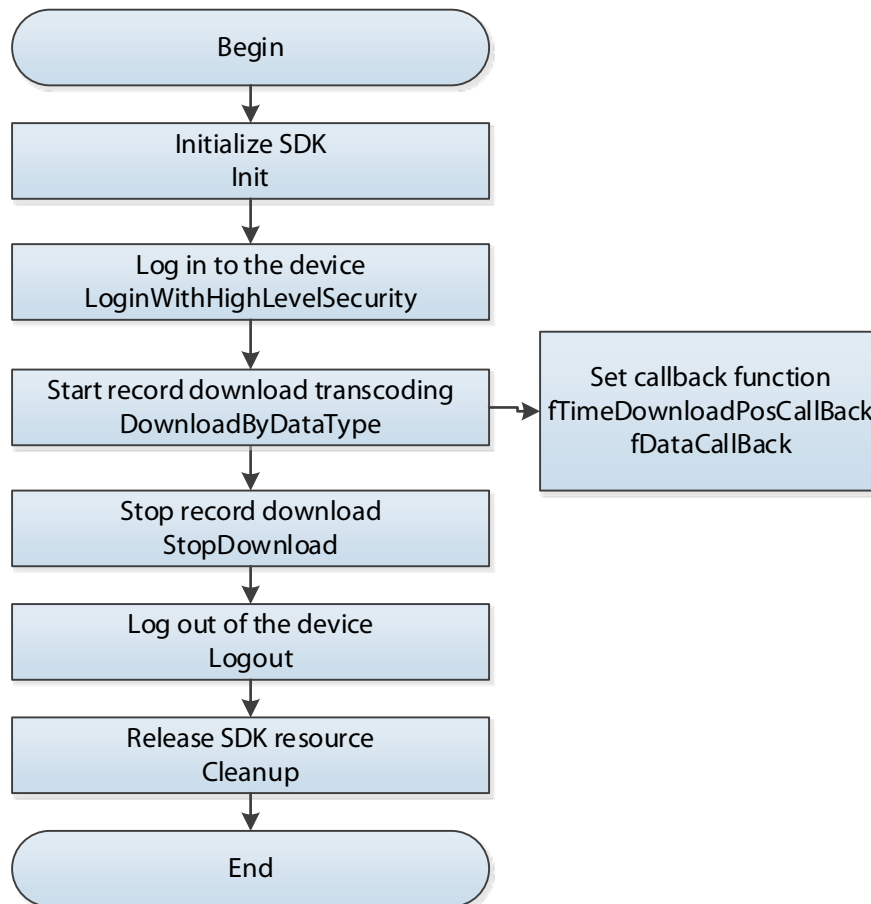 Begin
Initialize SDK
Init
Log in to the device
LoginWithHighLevelSecurity
Start record download transcoding
DownloadByDataType
Set callback function
fTimeDownloadPosCallBack
fDataCallBack
Stop record download
StopDownload
Log out of the device
Logout
Release SDK resource
Cleanup
End